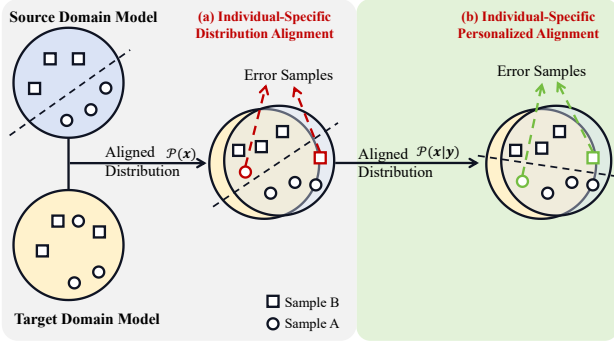 Source Domain Model
(a) Individual-Specific
Distribution Alignment
(b) Individual-Specific
Personalized Alignment
Error Samples
Error Samples
Aligned P(x)
Distribution
Aligned P(x|y)
Distribution
Sample B
Sample A
Target Domain Model